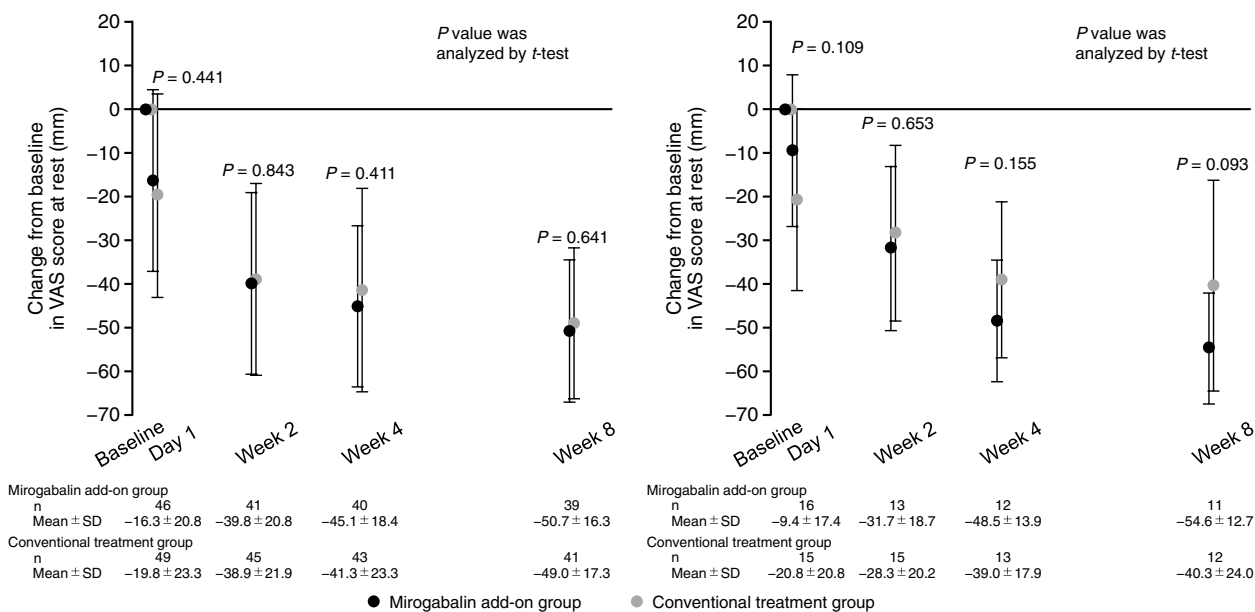 20
10
0
−10
−20
−30
−40
−50
−60
−70
Change from baseline
in VAS score at rest (mm)
P value was
analyzed by t-test
P = 0.441
P = 0.843
P = 0.411
P = 0.641
Baseline
Day 1
Week 2
Week 4
Week 8
Mirogabalin add-on group
n 46 41 40 39
Mean ± SD −16.3 ± 20.8 −39.8 ± 20.8 −45.1 ± 18.4 −50.7 ± 16.3
Conventional treatment group
n 49 45 43 41
Mean ± SD −19.8 ± 23.3 −38.9 ± 21.9 −41.3 ± 23.3 −49.0 ± 17.3
20
10
0
−10
−20
−30
−40
−50
−60
−70
Change from baseline
in VAS score at rest (mm)
P value was
analyzed by t-test
P = 0.109
P = 0.653
P = 0.155
P = 0.093
Baseline
Day 1
Week 2
Week 4
Week 8
Mirogabalin add-on group
n 16 13 12 11
Mean ± SD −9.4 ± 17.4 −31.7 ± 18.7 −48.5 ± 13.9 −54.6 ± 12.7
Conventional treatment group
n 15 15 13 12
Mean ± SD −20.8 ± 20.8 −28.3 ± 20.2 −39.0 ± 17.9 −40.3 ± 24.0
Mirogabalin add-on group Conventional treatment group